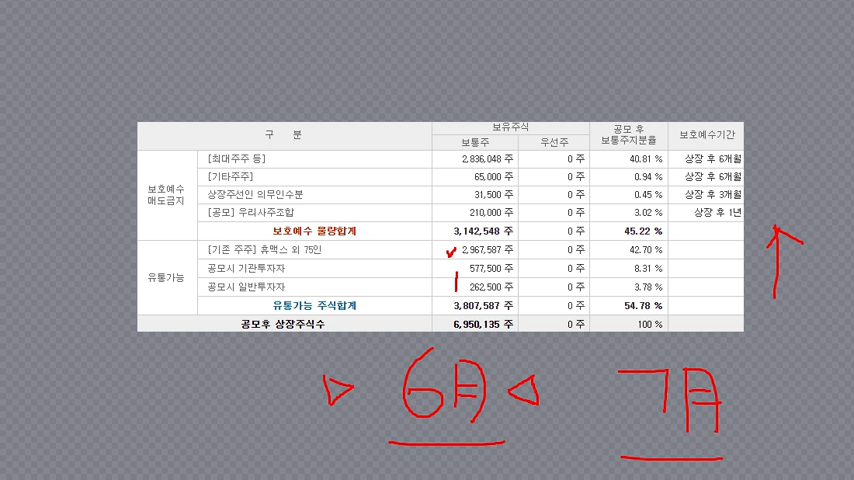 구 분 보유주식 공모 후 보통주지분율 보호예수기간
보통주 우선주
보호예수 매도금지
[최대주주 등] 2,836,048 주 0 주 40.81 % 상장 후 6개월
[기타주주] 65,000 주 0 주 0.94 % 상장 후 6개월
상장주선인 의무인수분 31,500 주 0 주 0.45 % 상장 후 3개월
[공모] 우리사주조합 210,000 주 0 주 3.02 % 상장 후 1년
보호예수 물량합계 3,142,548 주 0 주 45.22 %
유통가능
[기존 주주] 휴맥스 외 75인 2,967,587 주 0 주 42.70 %
공모시 기관투자자 577,500 주 0 주 8.31 %
공모시 일반투자자 262,500 주 0 주 3.78 %
유통가능 주식합계 3,807,587 주 0 주 54.78 %
공모후 상장주식수 6,950,135 주 0 주 100 %
6月 7月